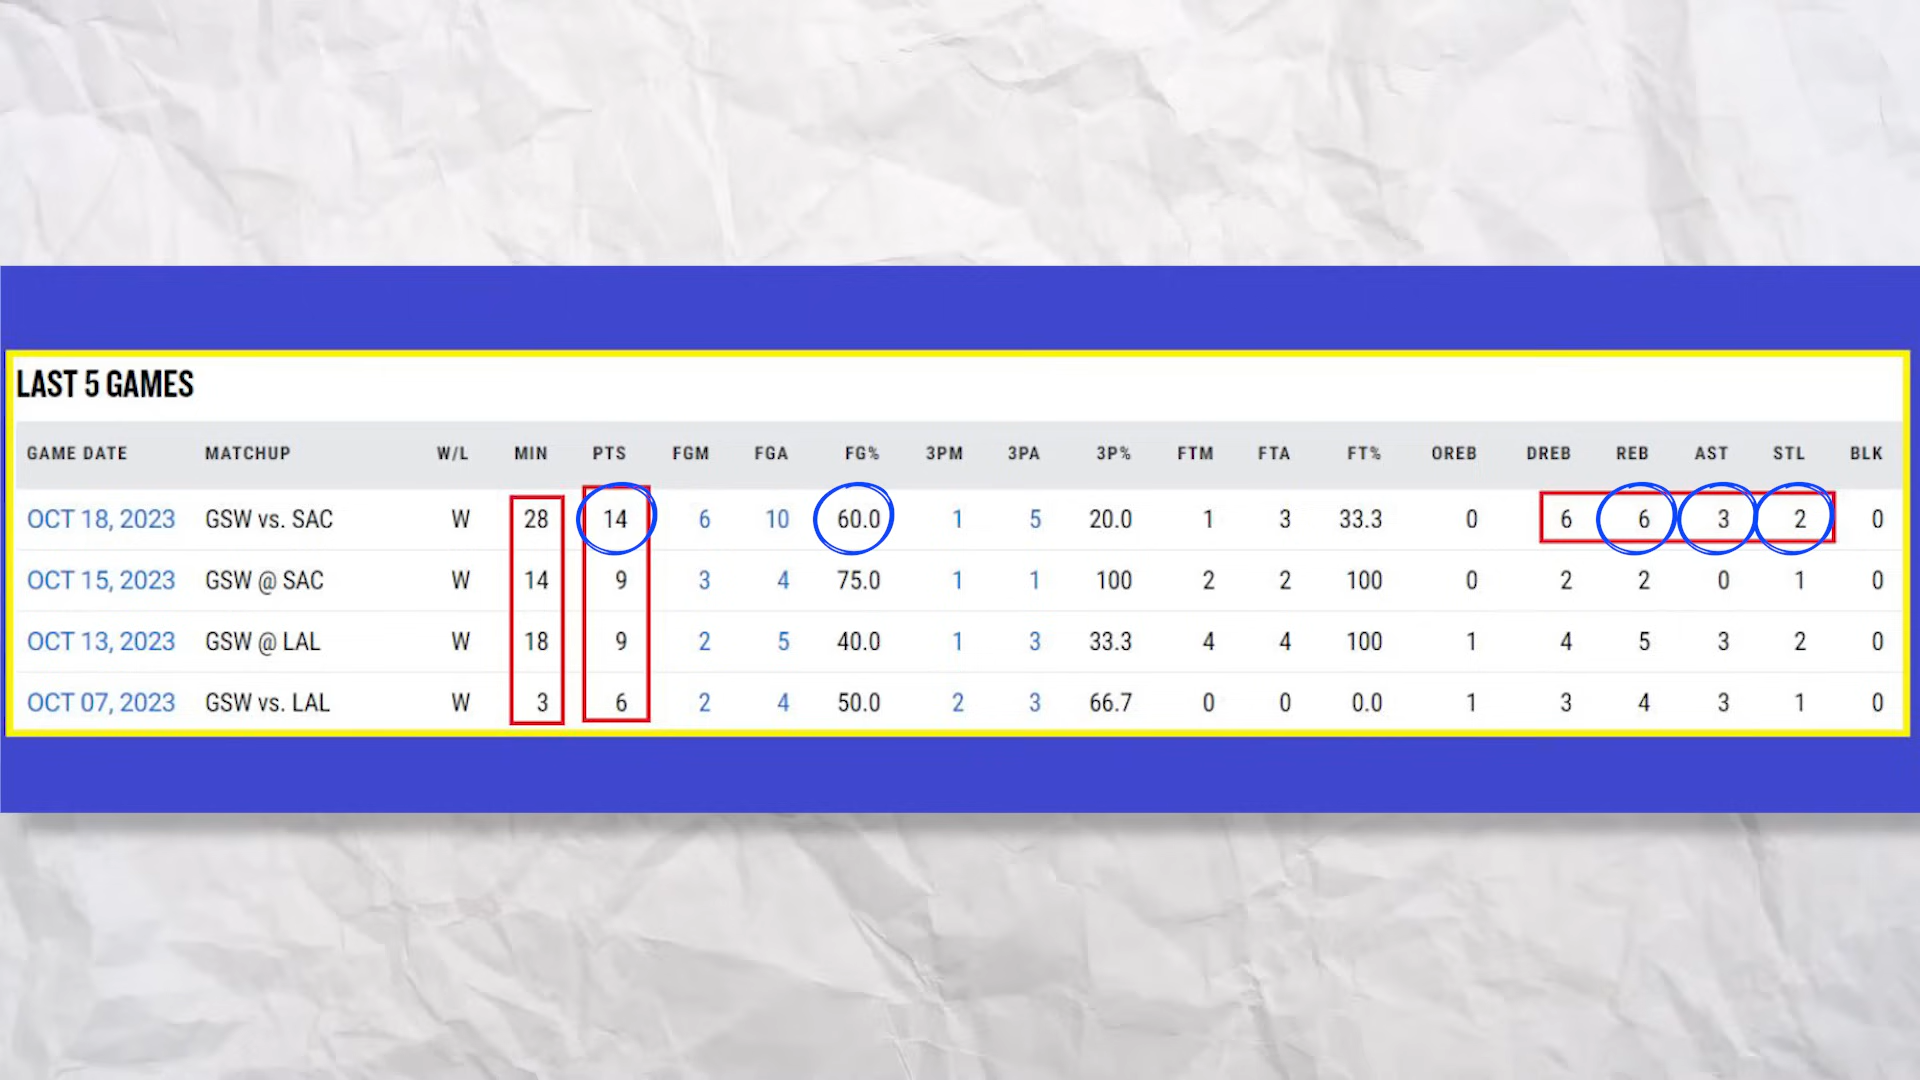 LAST 5 GAMES
GAME DATE MATCHUP W/L MIN PTS FGM FGA FG% 3PM 3PA 3P% FTM FTA FT% OREB DREB REB AST STL BLK
OCT 18, 2023 GSW vs. SAC W 28 14 6 10 60.0 1 5 20.0 1 3 33.3 0 6 6 3 2 0
OCT 15, 2023 GSW @ SAC W 14 9 3 4 75.0 1 1 100 2 2 100 0 2 2 0 1 0
OCT 13, 2023 GSW @ LAL W 18 9 2 5 40.0 1 3 33.3 4 4 100 1 4 5 3 2 0
OCT 07, 2023 GSW vs. LAL W 3 6 2 4 50.0 2 3 66.7 0 0 0.0 1 3 4 3 1 0